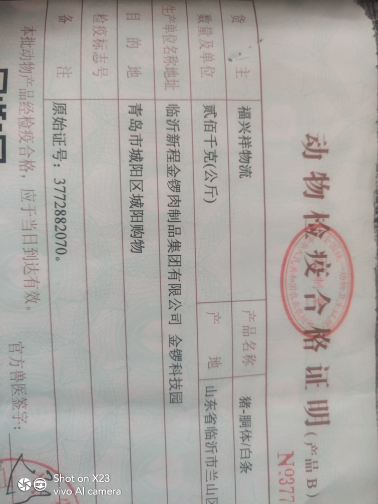 动物检疫合格证明(产品B
№9377
货 主 福兴祥物流 产品名称 猪-胴体/白条
数量及单位 贰佰千克(公斤) 产 地 山东省临沂市兰山区
生产单位名称地址 临沂新程金锣肉制品集团有限公司 金锣科技园
目 的 地 青岛市城阳区城阳购物
检疫标志号
备 注 原始证号：3772882070。
本批动物产品经检疫合格，应于当日到达有效。
官方兽医签字：
Shot on X23
vivo AI camera